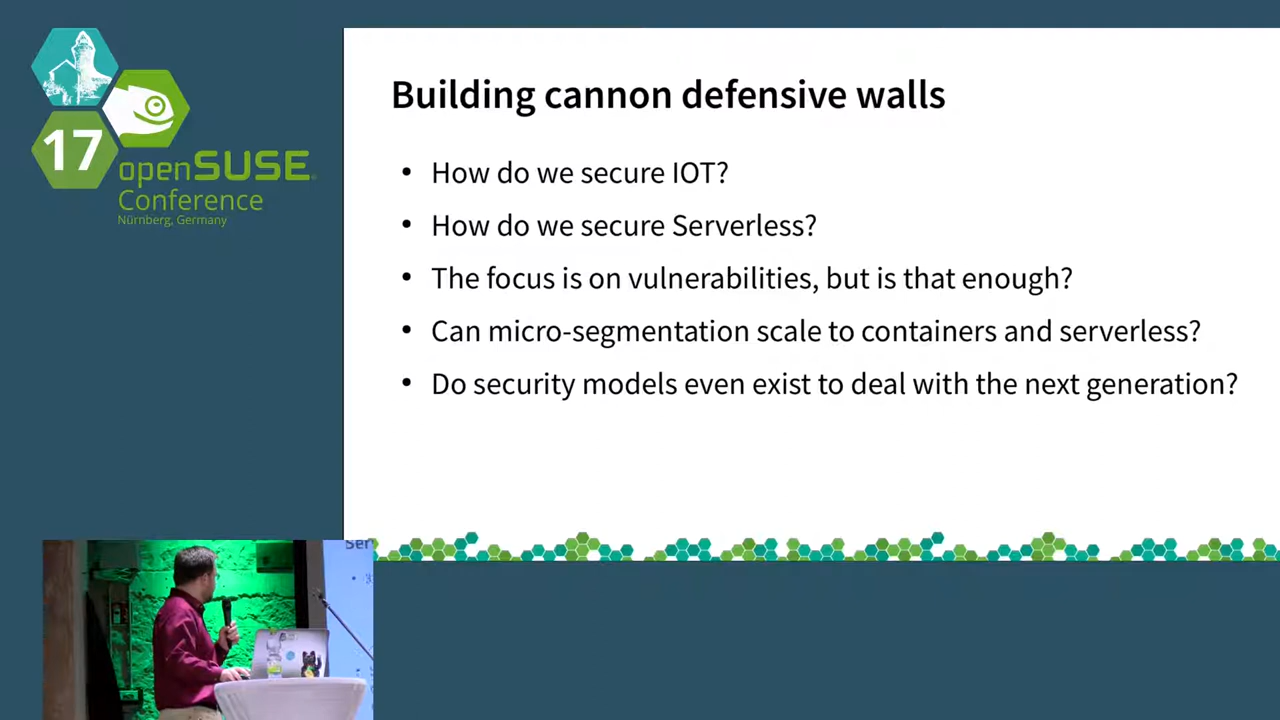 17
openSUSE
Conference
Nürnberg, Germany
Building cannon defensive walls
• How do we secure IOT?
• How do we secure Serverless?
• The focus is on vulnerabilities, but is that enough?
• Can micro-segmentation scale to containers and serverless?
• Do security models even exist to deal with the next generation?
Ser